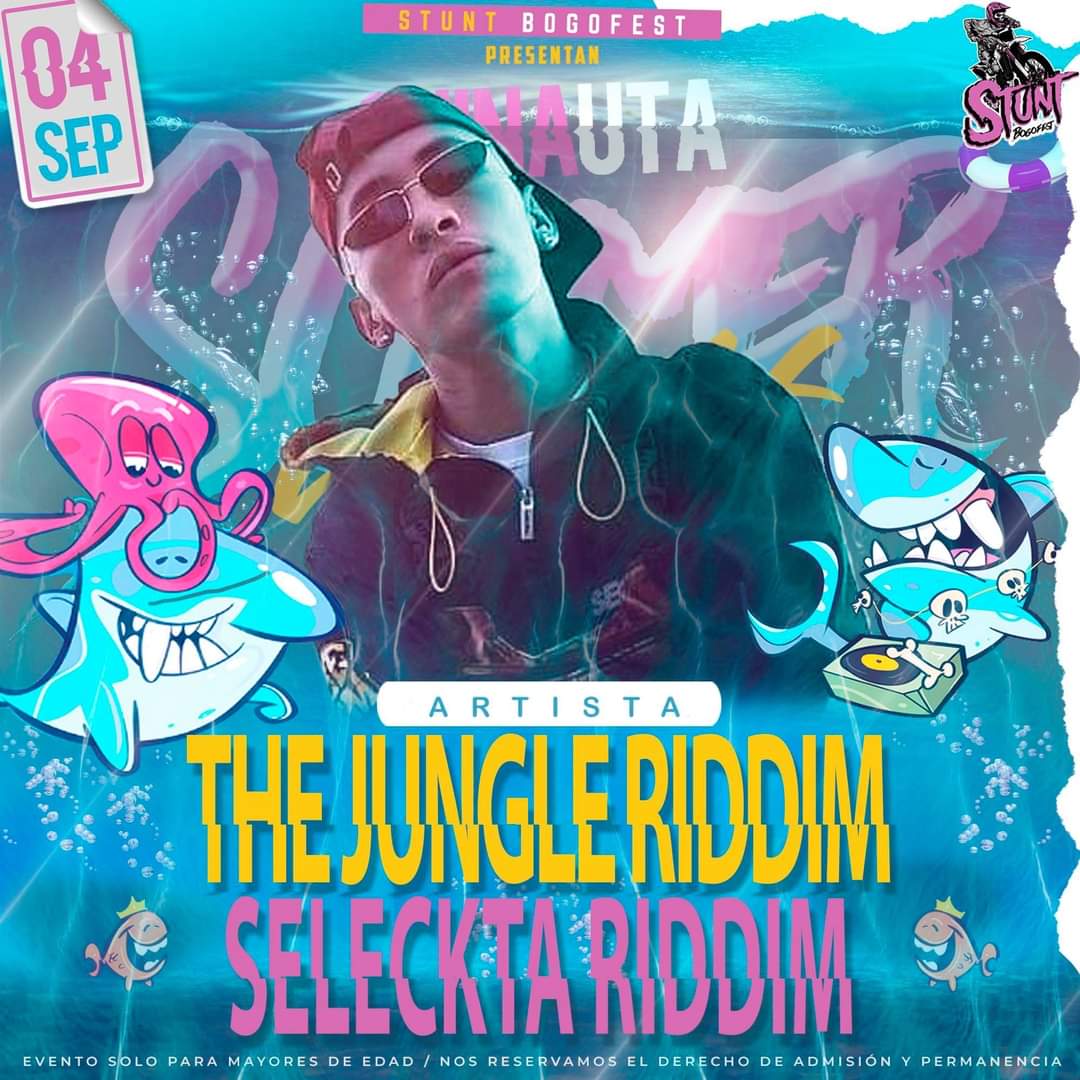 STUNT BOGOFEST
PRESENTAN
04
SEP
STUNT
BOGOFEST
ARTISTA
THE JUNGLE RIDDIM
SELECKTA RIDDIM
EVENTO SOLO PARA MAYORES DE EDAD / NOS RESERVAMOS EL DERECHO DE ADMISIÓN Y PERMANENCIA